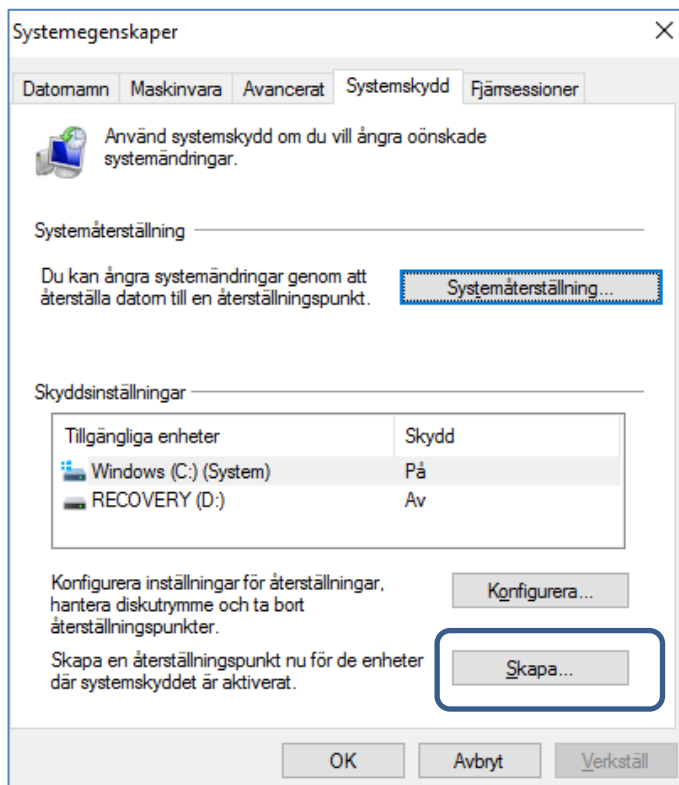 Systemegenskaper
Datornamn Maskinvara Avancerat Systemskydd Fjärrsessioner
Använd systemskydd om du vill ångra oönskade
systemändringar.
Systemåterställning
Du kan ångra systemändringar genom att
återställa datorn till en återställningspunkt.
Systemåterställning...
Skyddsinställningar
Tillgängliga enheter Skydd
Windows (C:) (System) På
RECOVERY (D:) Av
Konfigurera inställningar för återställningar,
hantera diskutrymme och ta bort
återställningspunkter.
Konfigurera...
Skapa en återställningspunkt nu för de enheter
där systemskyddet är aktiverat.
Skapa...
OK Avbryt Verkställ